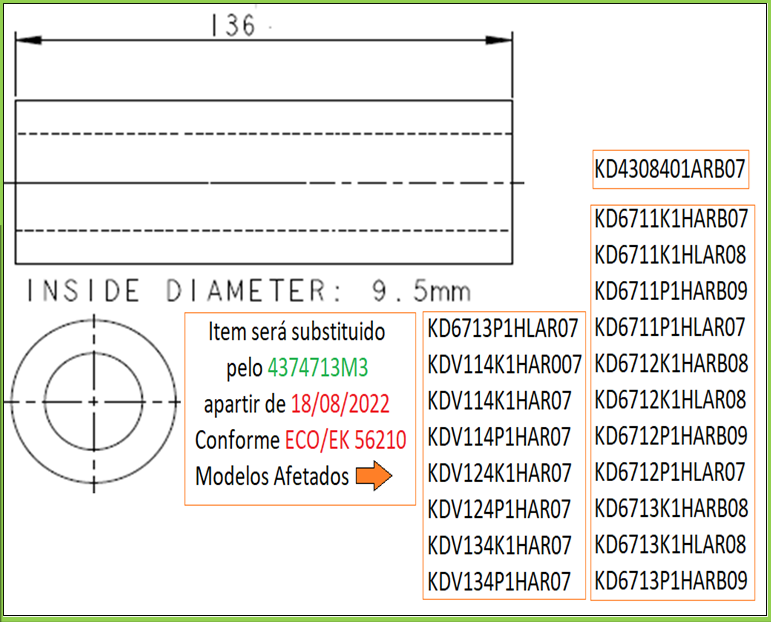 136
INSIDE DIAMETER: 9.5mm
Item será substituido
pelo 4374713M3
apartir de 18/08/2022
Conforme ECO/EK 56210
Modelos Afetados
KD6713P1HLAR07
KDV114K1HAR007
KDV114K1HAR07
KDV114P1HAR07
KDV124K1HAR07
KDV124P1HAR07
KDV134K1HAR07
KDV134P1HAR07
KD4308401ARB07
KD6711K1HARB07
KD6711K1HLAR08
KD6711P1HARB09
KD6711P1HLAR07
KD6712K1HARB08
KD6712K1HLAR08
KD6712P1HARB09
KD6712P1HLAR07
KD6713K1HARB08
KD6713K1HLAR08
KD6713P1HARB09